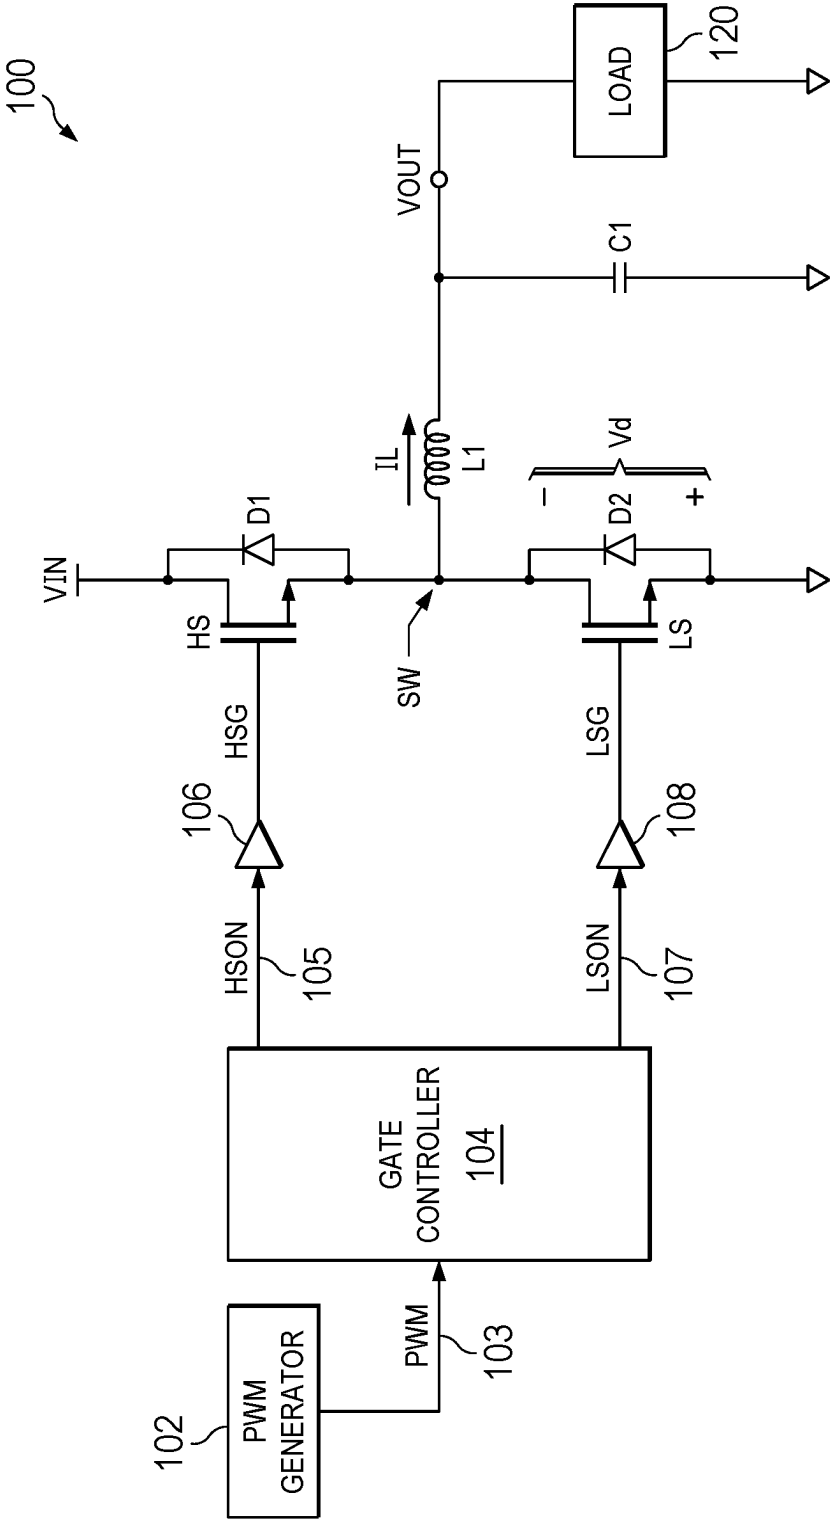 100
VIN
HS
D1
HSG
106
HSON
105
SW
IL
L1
VOUT
C1
LOAD
120
LS
D2
–
Vd
+
LSG
108
LSON
107
GATE
CONTROLLER
104
PWM
103
PWM
GENERATOR
102